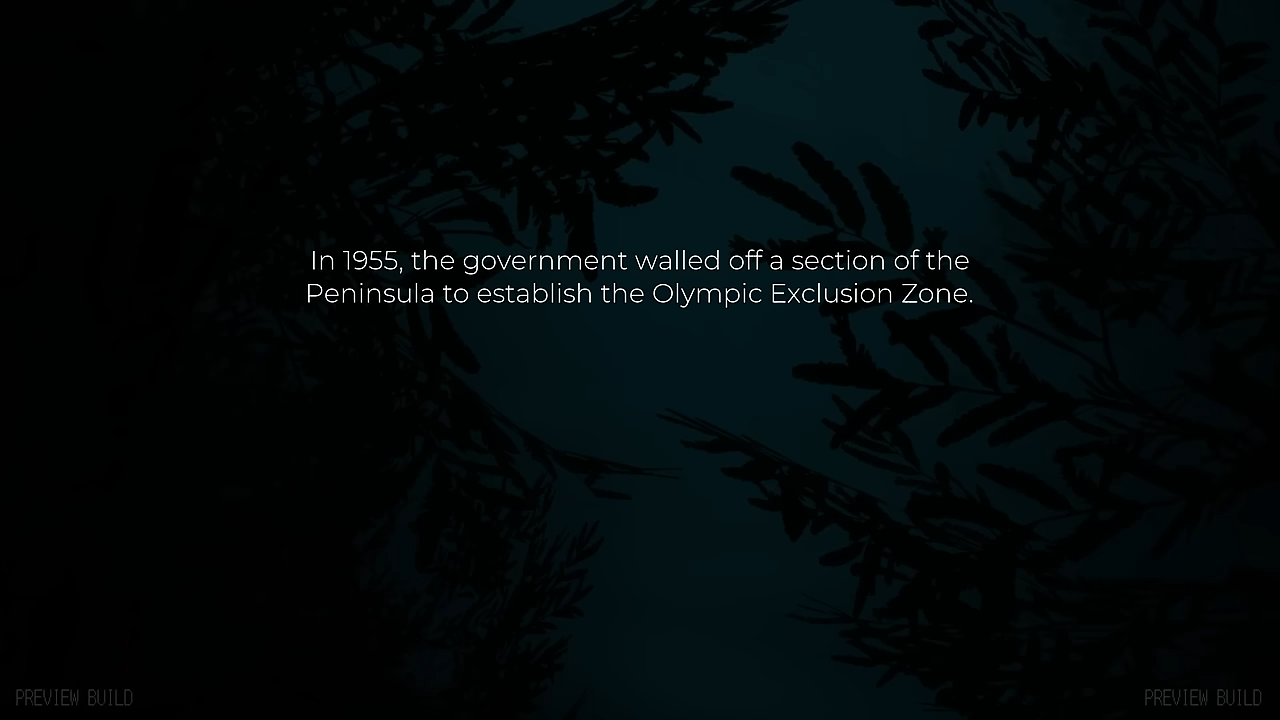 In 1955, the government walled off a section of the
Peninsula to establish the Olympic Exclusion Zone.
PREVIEW BUILD
PREVIEW BUILD